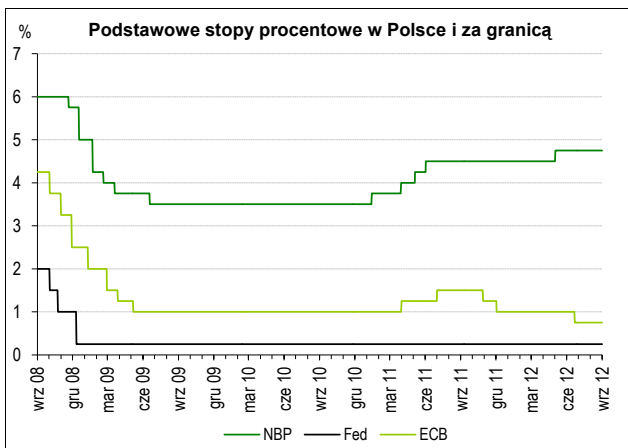 Podstawowe stopy procentowe w Polsce i za granicą
%
7
6
5
4
3
2
1
0
wrz 08
gru 08
mar 09
cze 09
wrz 09
gru 09
mar 10
cze 10
wrz 10
gru 10
mar 11
cze 11
wrz 11
gru 11
mar 12
cze 12
wrz 12
NBP Fed ECB